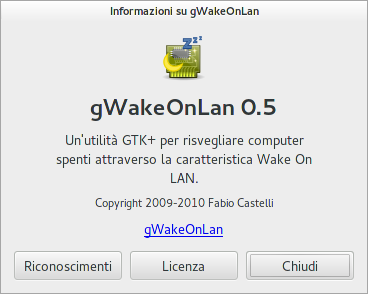 Informazioni su gWakeOnLan
zzz
gWakeOnLan 0.5
Un'utilità GTK+ per risvegliare computer
spenti attraverso la caratteristica Wake On
LAN.
Copyright 2009-2010 Fabio Castelli
gWakeOnLan
Riconoscimenti
Licenza
Chiudi